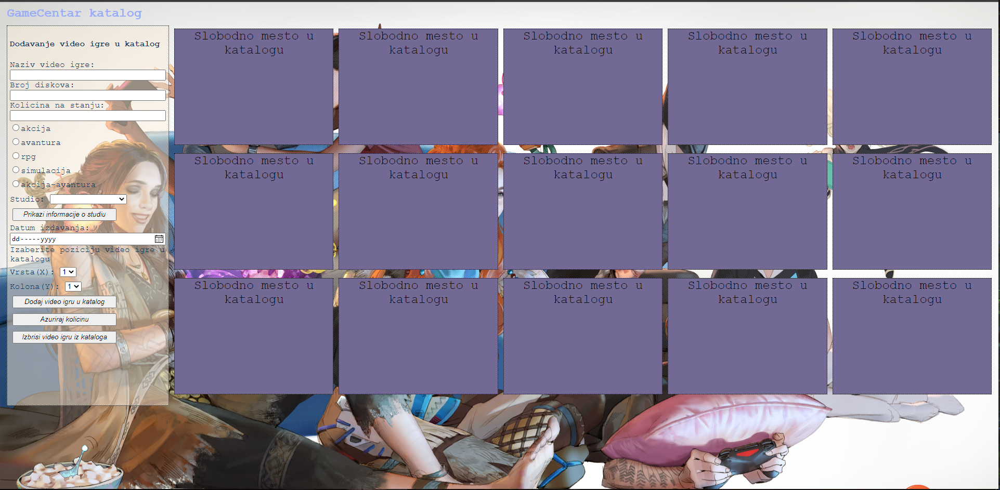 GameCentar katalog
Dodavanje video igre u katalog
Naziv video igre:
Broj diskova:
Kolicina na stanju:
akcija
avantura
rpg
simulacija
akcija-avantura
Studio:
Prikazi informacije o studiu
Datum izdavanja:
dd-----yyyy
Izaberite poziciju video igre u
katalogu
Vrsta(X): 1
Kolona(Y): 1
Dodaj video igru u katalog
Azuriraj kolicinu
Izbrisi video igru iz kataloga
Slobodno mesto u
katalogu
Slobodno mesto u
katalogu
Slobodno mesto u
katalogu
Slobodno mesto u
katalogu
Slobodno mesto u
katalogu
Slobodno mesto u
katalogu
Slobodno mesto u
katalogu
Slobodno mesto u
katalogu
Slobodno mesto u
katalogu
Slobodno mesto u
katalogu
Slobodno mesto u
katalogu
Slobodno mesto u
katalogu
Slobodno mesto u
katalogu
Slobodno mesto u
katalogu
Slobodno mesto u
katalogu